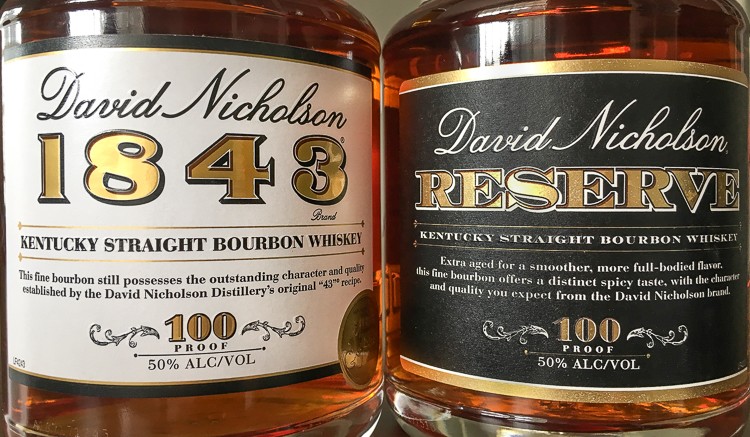 David Nicholson
1843®
Brand
KENTUCKY STRAIGHT BOURBON WHISKEY
This fine bourbon still possesses the outstanding character and quality
established by the David Nicholson Distillery's original "43" recipe.
100
PROOF
50% ALC/VOL
David Nicholson
RESERVE
KENTUCKY STRAIGHT BOURBON WHISKEY
Extra aged for a smoother, more full-bodied flavor,
this fine bourbon offers a distinct spicy taste, with the character
and quality you expect from the David Nicholson brand.
100
PROOF
50% ALC/VOL